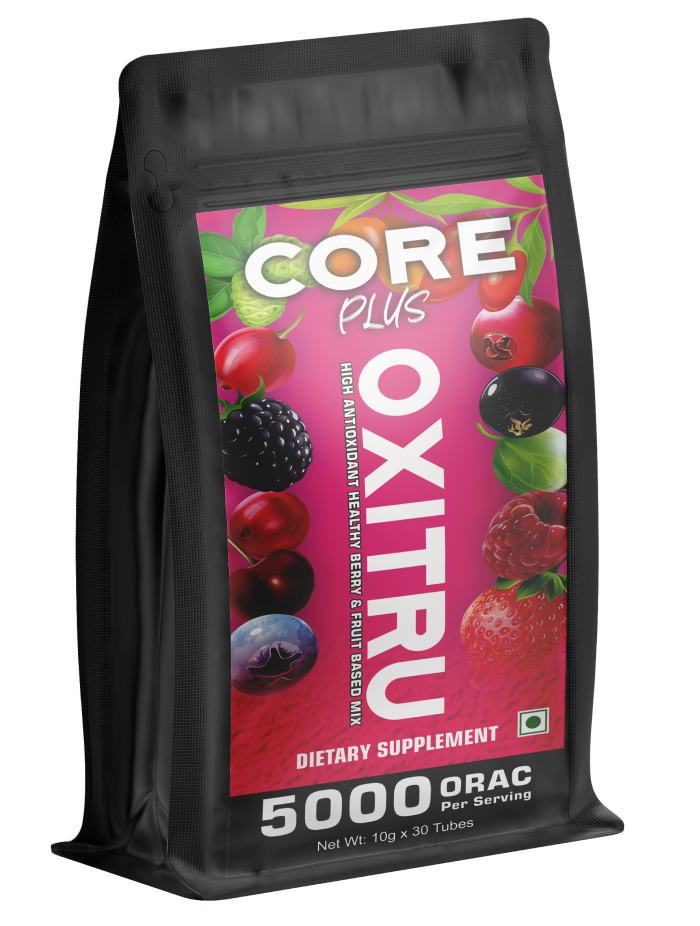 CORE
PLUS
OXITRU
HIGH ANTIOXIDANT HEALTHY BERRY & FRUIT BASED MIX
DIETARY SUPPLEMENT
5000 ORAC
Per Serving
Net Wt: 10g x 30 Tubes